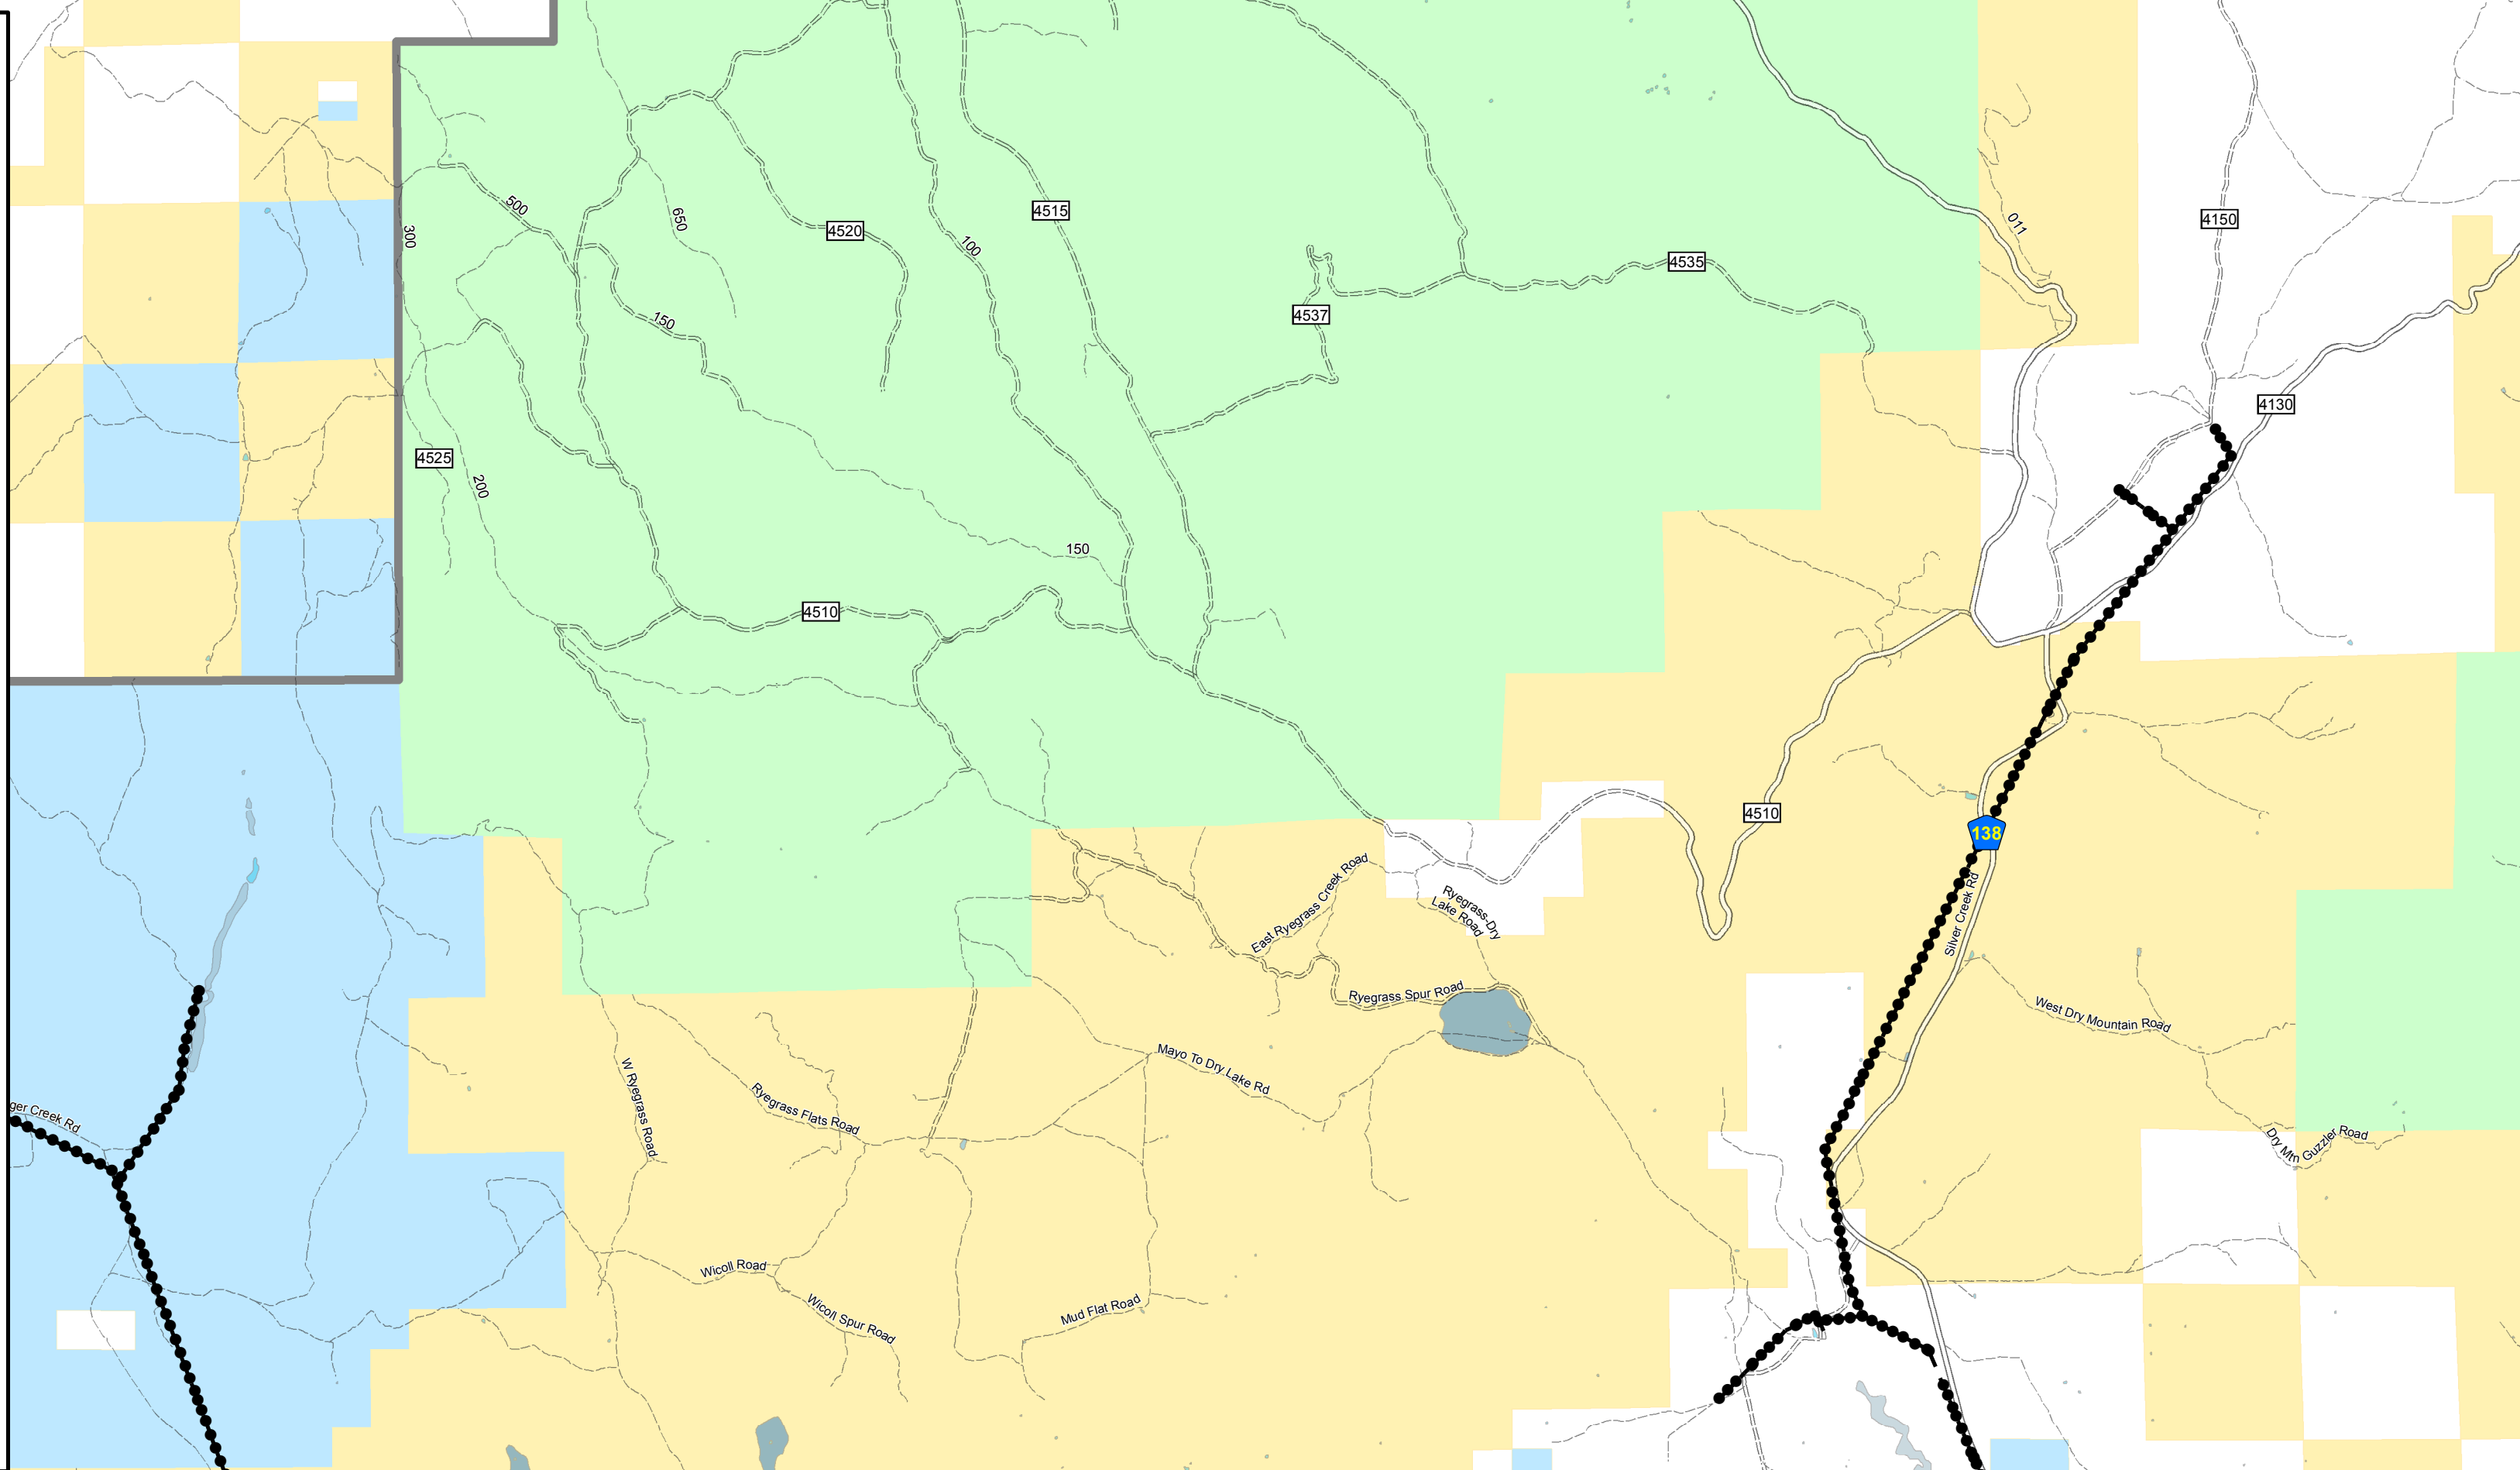 500
300
650
4520
100
4515
4535
4537
011
4150
4130
150
4525
200
150
4510
4510
138
Silver Creek Rd
East Ryegrass Creek Road
Ryegrass-Dry
Lake Road
Ryegrass Spur Road
West Dry Mountain Road
Mayo To Dry Lake Rd
W Ryegrass Road
Ryegrass Flats Road
ger Creek Rd
Dry Mtn Guzzler Road
Wicoll Road
Wicoll Spur Road
Mud Flat Road